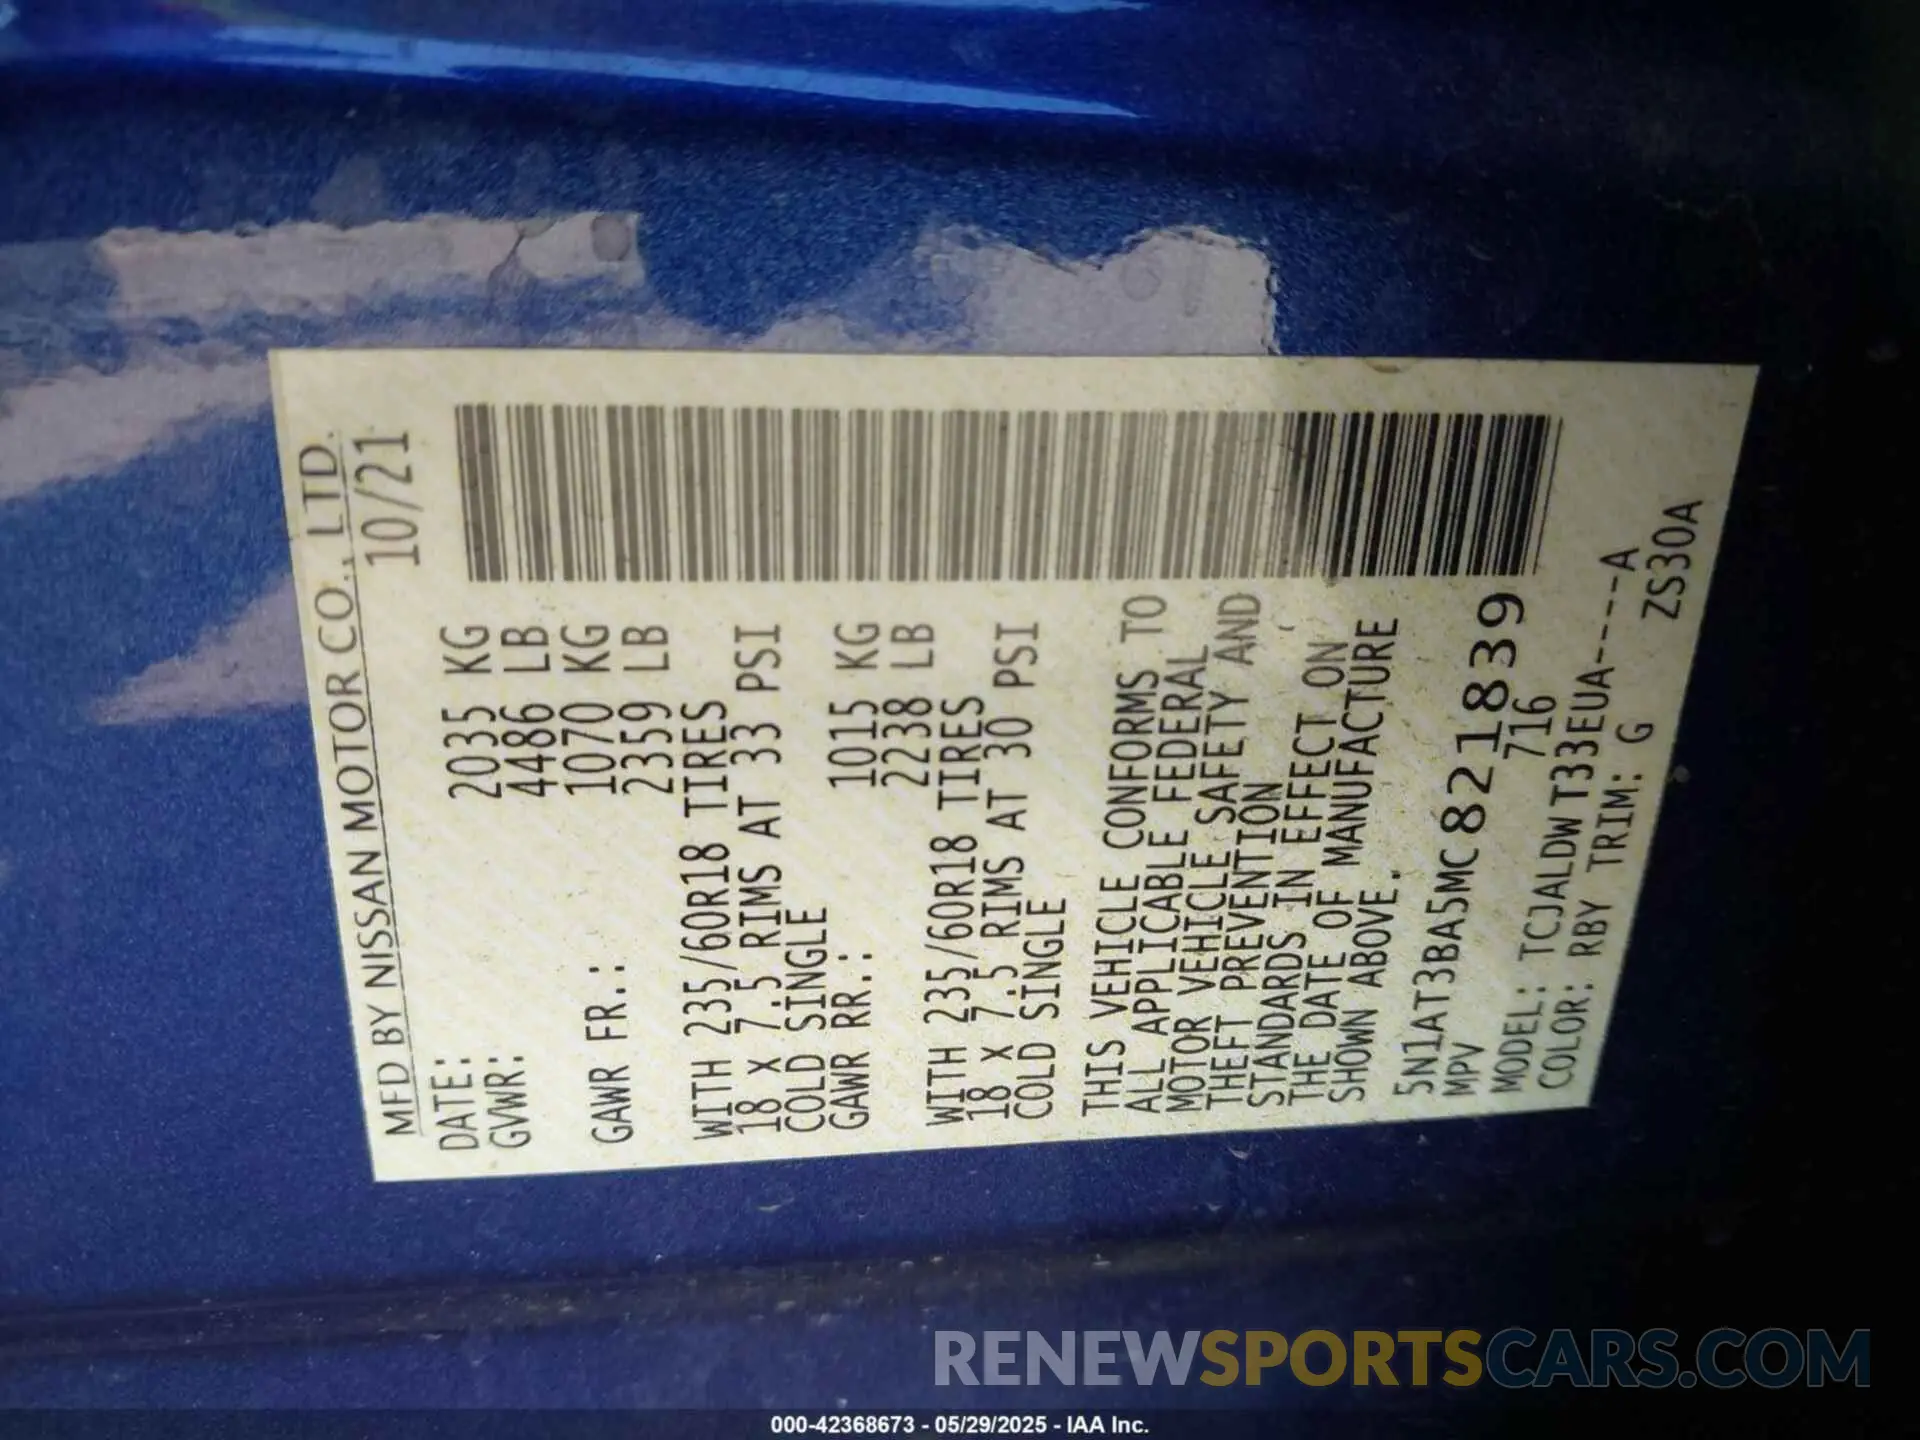 MFD BY NISSAN MOTOR CO., LTD.
DATE: 10/21
GVWR: 2035 KG
4486 LB
GAWR FR.: 1070 KG
2359 LB
WITH 235/60R18 TIRES
18 X 7.5 RIMS AT 33 PSI
COLD SINGLE
GAWR RR.: 1015 KG
2238 LB
WITH 235/60R18 TIRES
18 X 7.5 RIMS AT 30 PSI
COLD SINGLE
THIS VEHICLE CONFORMS TO
ALL APPLICABLE FEDERAL
MOTOR VEHICLE SAFETY AND
THEFT PREVENTION
STANDARDS IN EFFECT ON
THE DATE OF MANUFACTURE
SHOWN ABOVE.
5N1AT3BA5MC821839
MPV 716
MODEL: TCJALDWT33EUA----A
COLOR: RBY TRIM: G
ZS30A
RENEWSPORTSCARS.COM
000-42368673 - 05/29/2025 - IAA Inc.